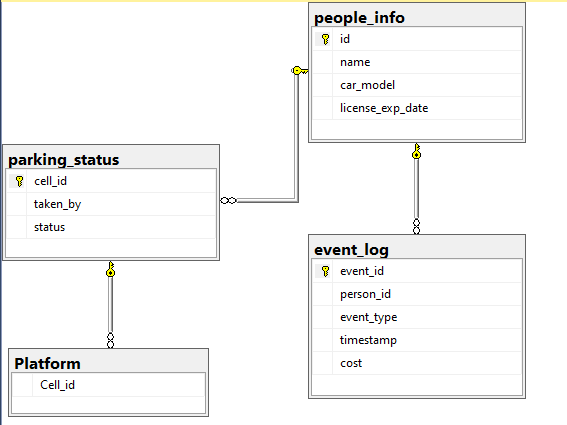 people_info
id
name
car_model
license_exp_date
parking_status
cell_id
taken_by
status
event_log
event_id
person_id
event_type
timestamp
cost
Platform
Cell_id